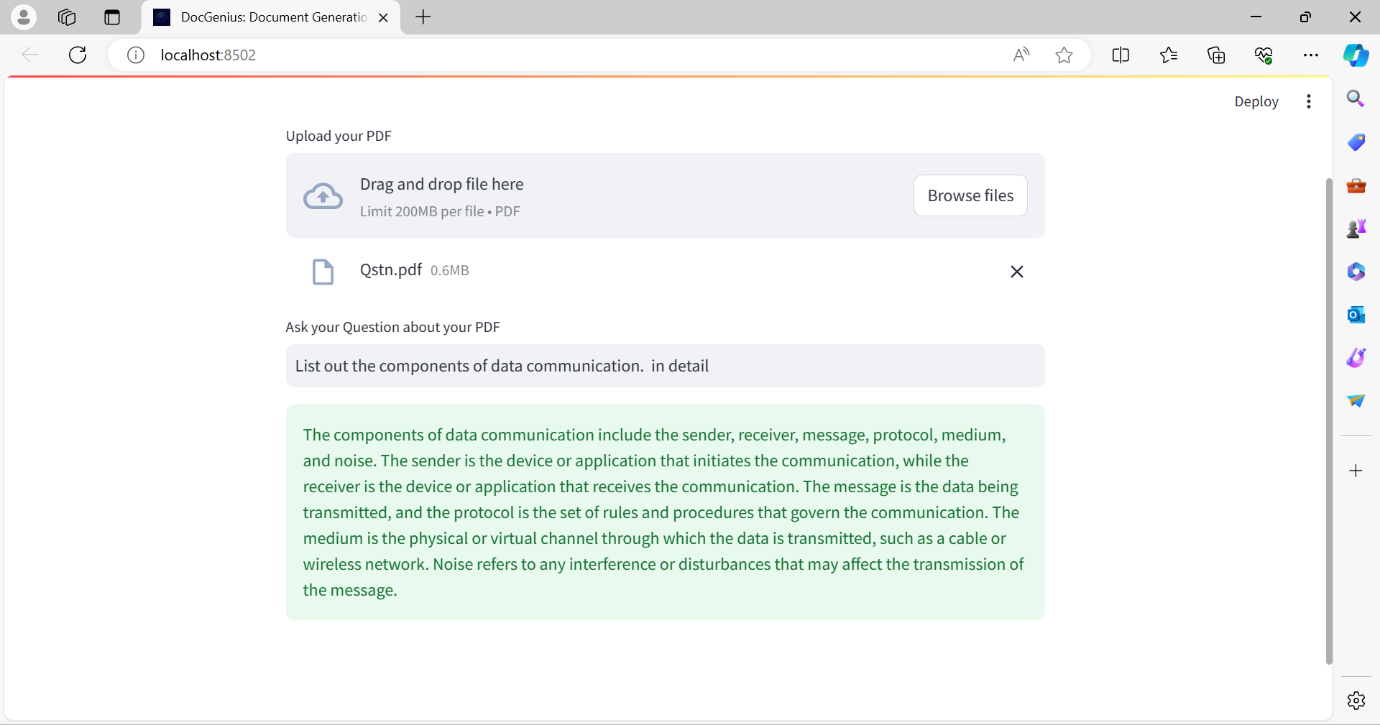 DocGenius: Document Generatio
localhost:8502
Deploy
Upload your PDF
Drag and drop file here
Limit 200MB per file • PDF
Browse files
Qstn.pdf 0.6MB
Ask your Question about your PDF
List out the components of data communication.  in detail
The components of data communication include the sender, receiver, message, protocol, medium,
and noise. The sender is the device or application that initiates the communication, while the
receiver is the device or application that receives the communication. The message is the data being
transmitted, and the protocol is the set of rules and procedures that govern the communication. The
medium is the physical or virtual channel through which the data is transmitted, such as a cable or
wireless network. Noise refers to any interference or disturbances that may affect the transmission of
the message.